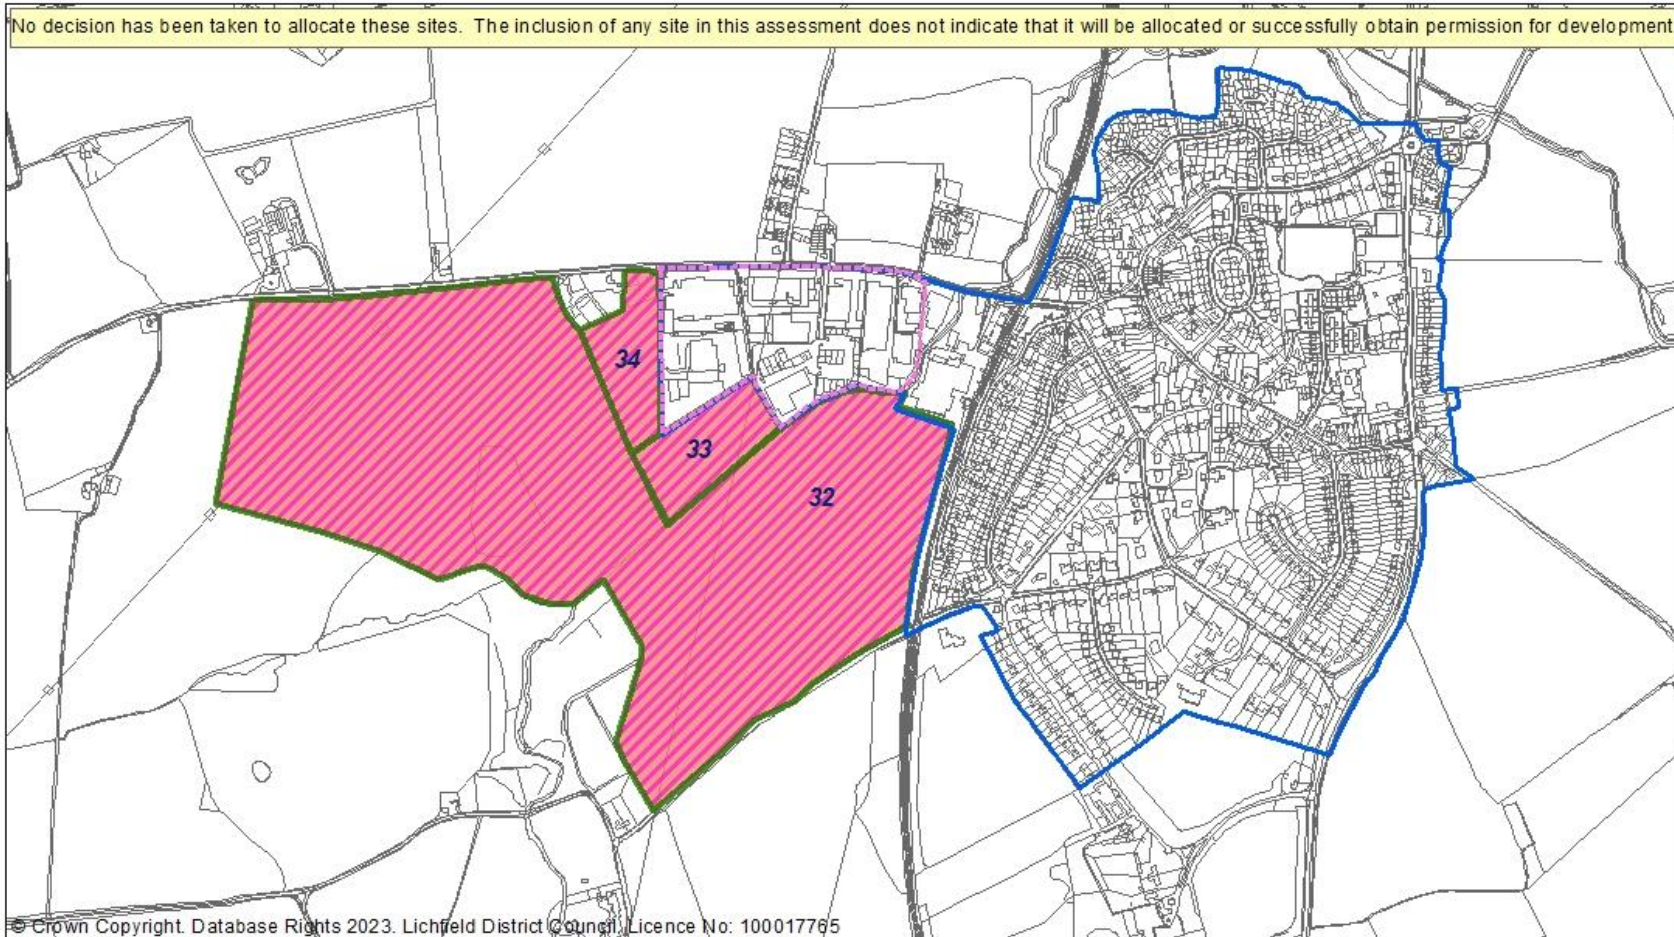 No decision has been taken to allocate these sites. The inclusion of any site in this assessment does not indicate that it will be allocated or successfully obtain permission for development
34
33
32
© Crown Copyright. Database Rights 2023. Lichfield District Council. Licence No: 100017765